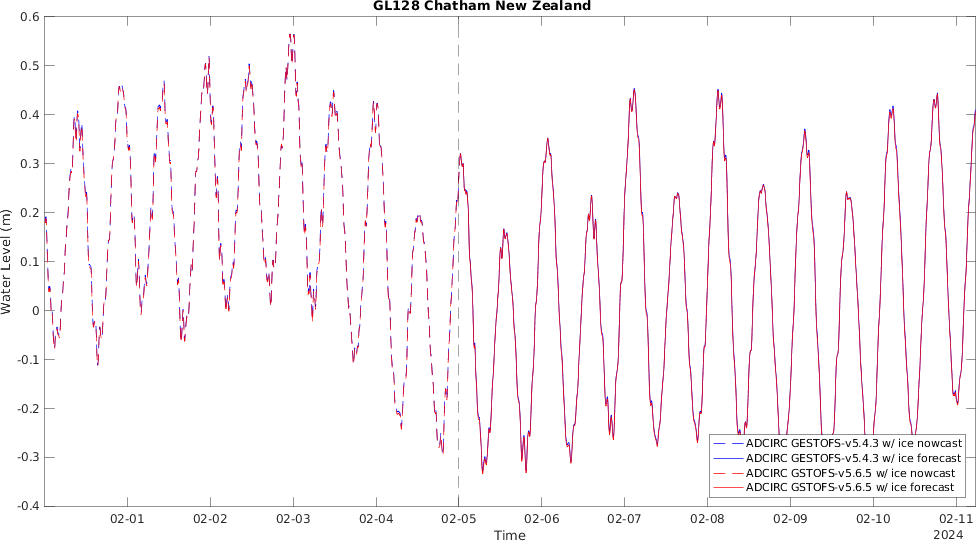 GL128 Chatham New Zealand
0.6
0.5
0.4
0.3
0.2
0.1
0
-0.1
-0.2
-0.3
-0.4
Water Level (m)
ADCIRC GESTOFS-v5.4.3 w/ ice nowcast
ADCIRC GESTOFS-v5.4.3 w/ ice forecast
ADCIRC GSTOFS-v5.6.5 w/ ice nowcast
ADCIRC GSTOFS-v5.6.5 w/ ice forecast
02-01 02-02 02-03 02-04 02-05 02-06 02-07 02-08 02-09 02-10 02-11
Time
2024